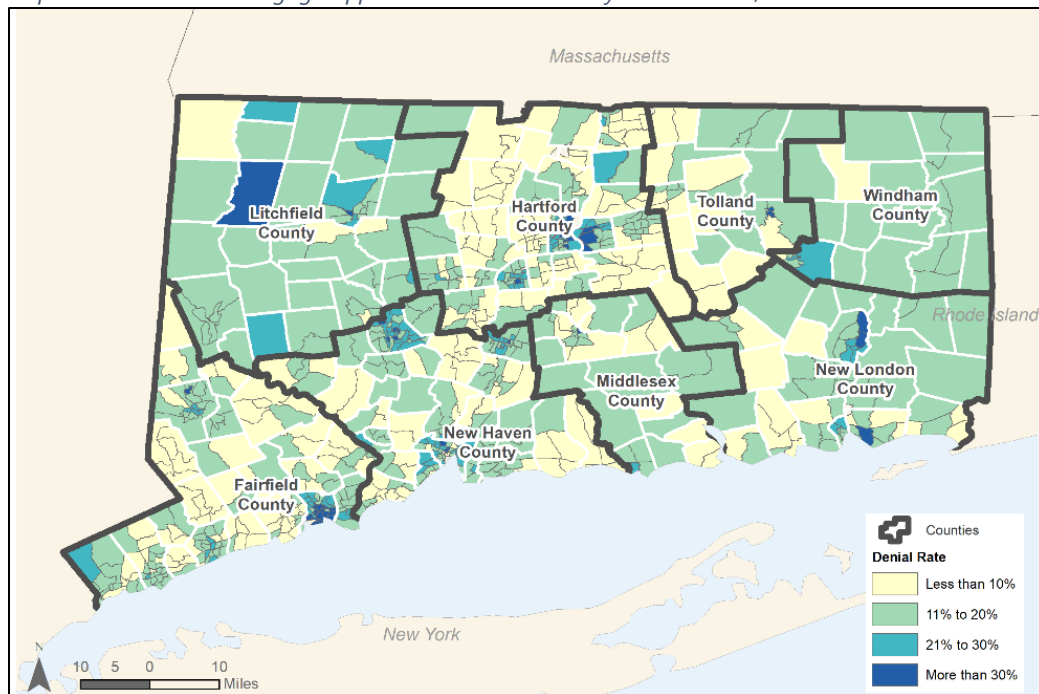 Massachusetts
Litchfield
County
Hartford
County
Tolland
County
Windham
County
Rhode Island
New London
County
Middlesex
County
New Haven
County
Fairfield
County
New York
N
10 5 0 10
Miles
Counties
Denial Rate
Less than 10%
11% to 20%
21% to 30%
More than 30%